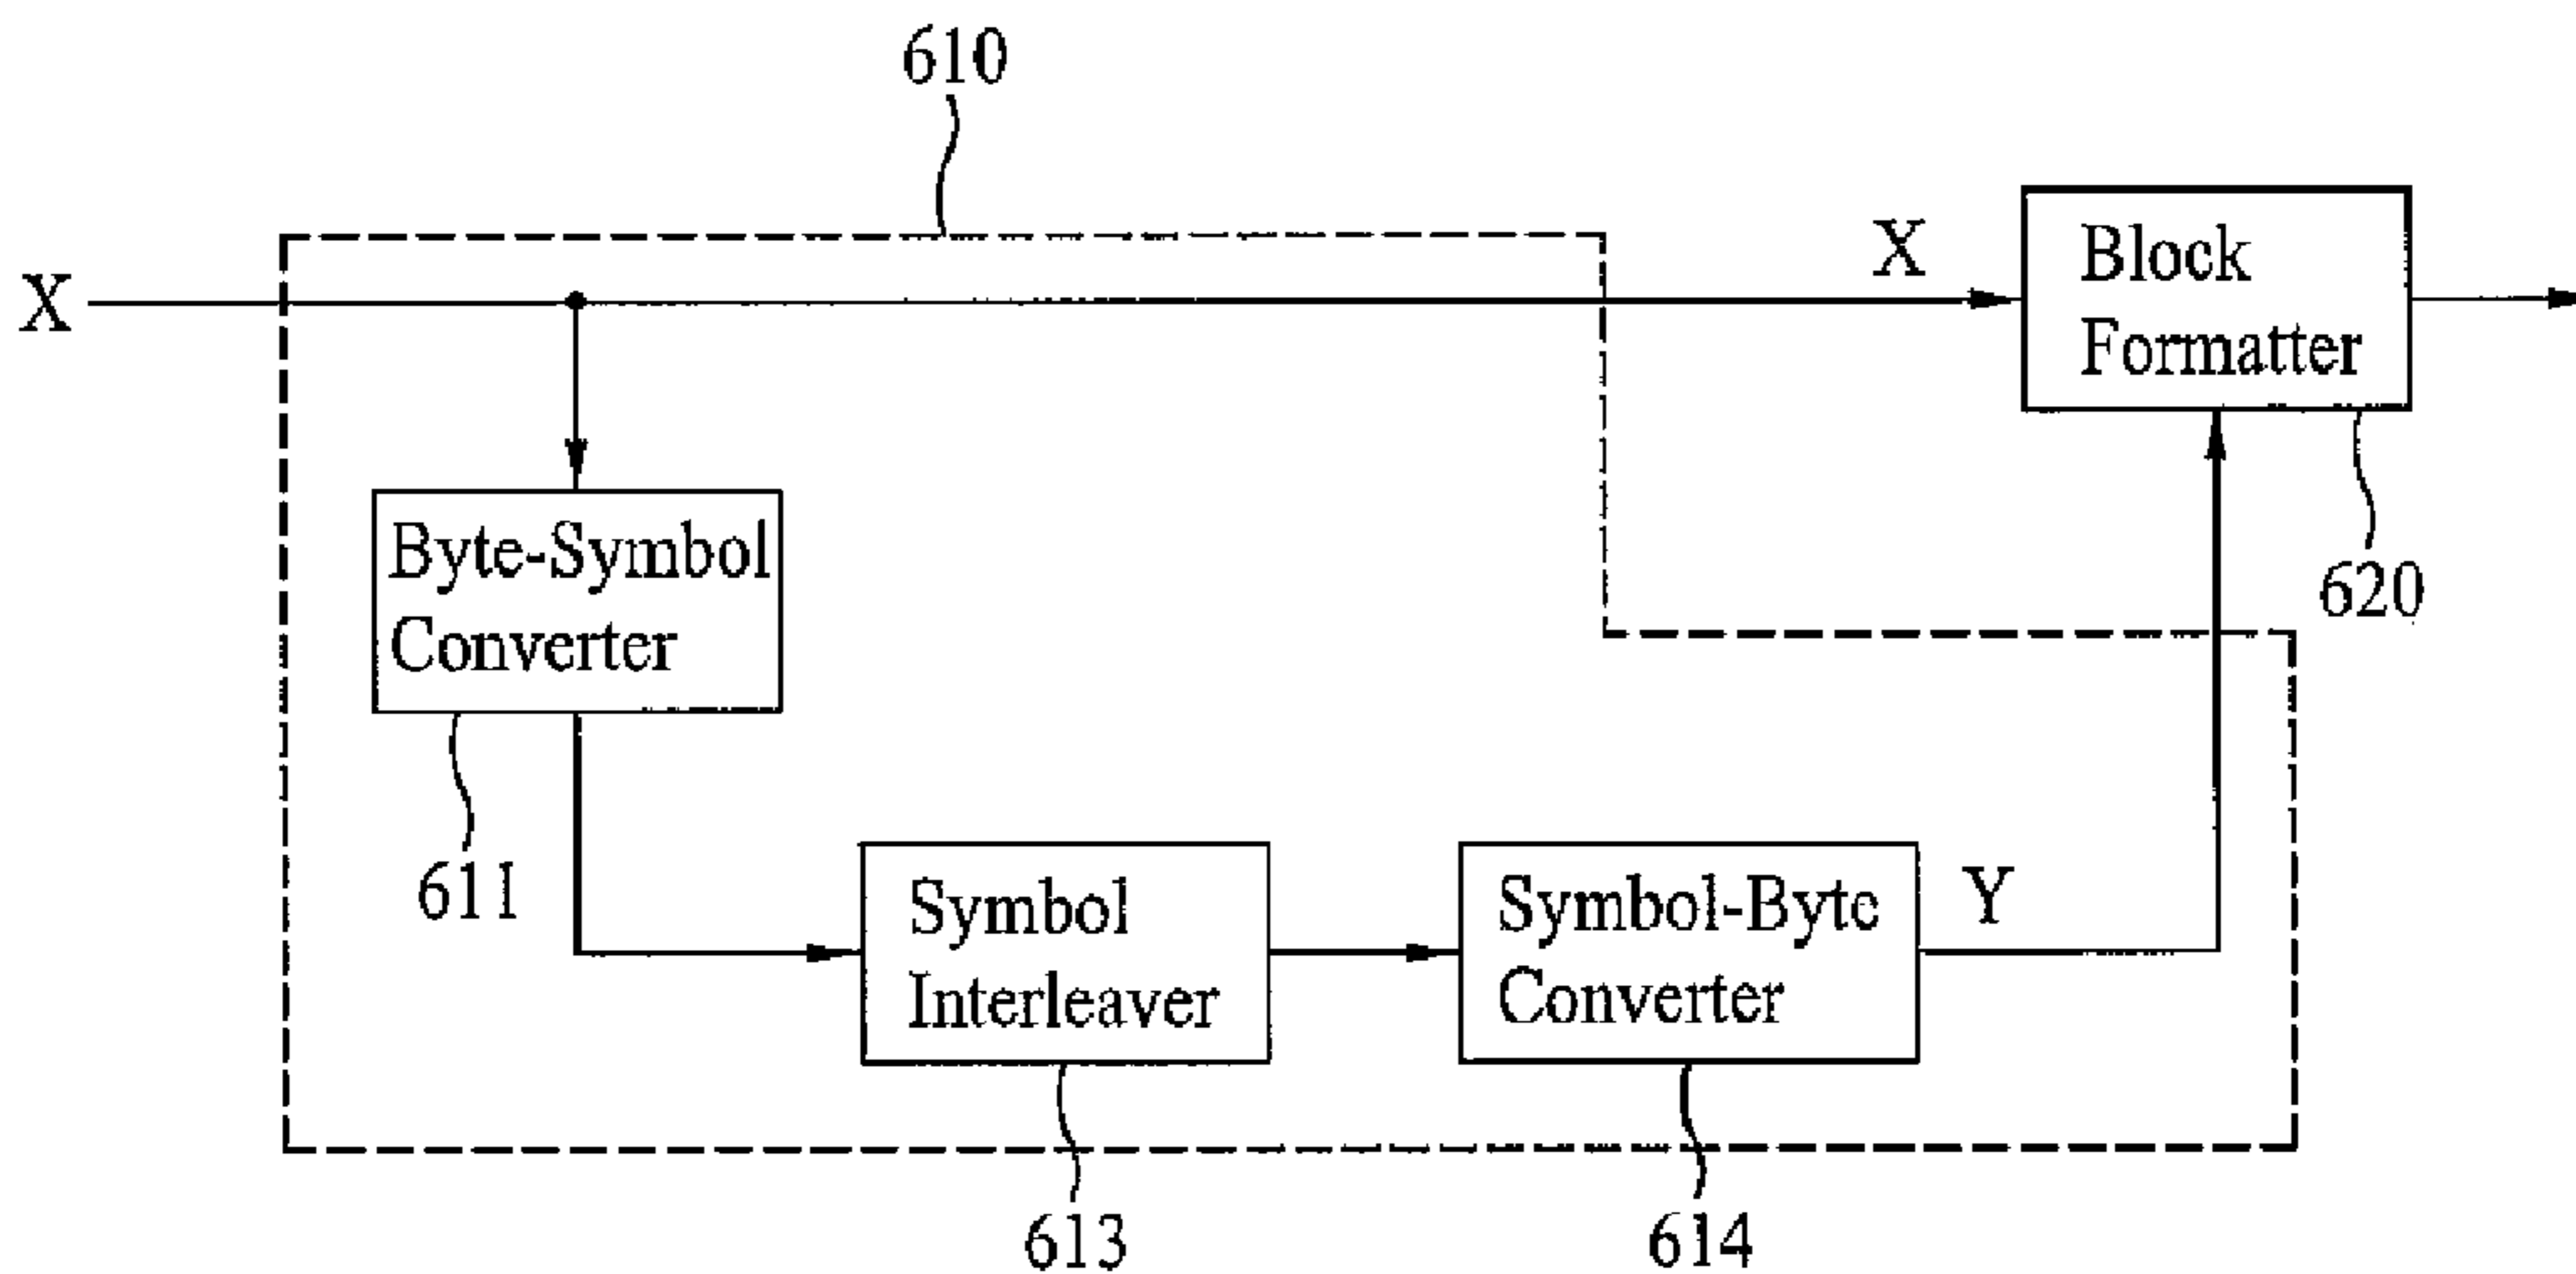 610
X
X
Block
Formatter
Byte-Symbol
Converter
620
611
Symbol
Interleaver
Symbol-Byte
Converter
Y
613
614